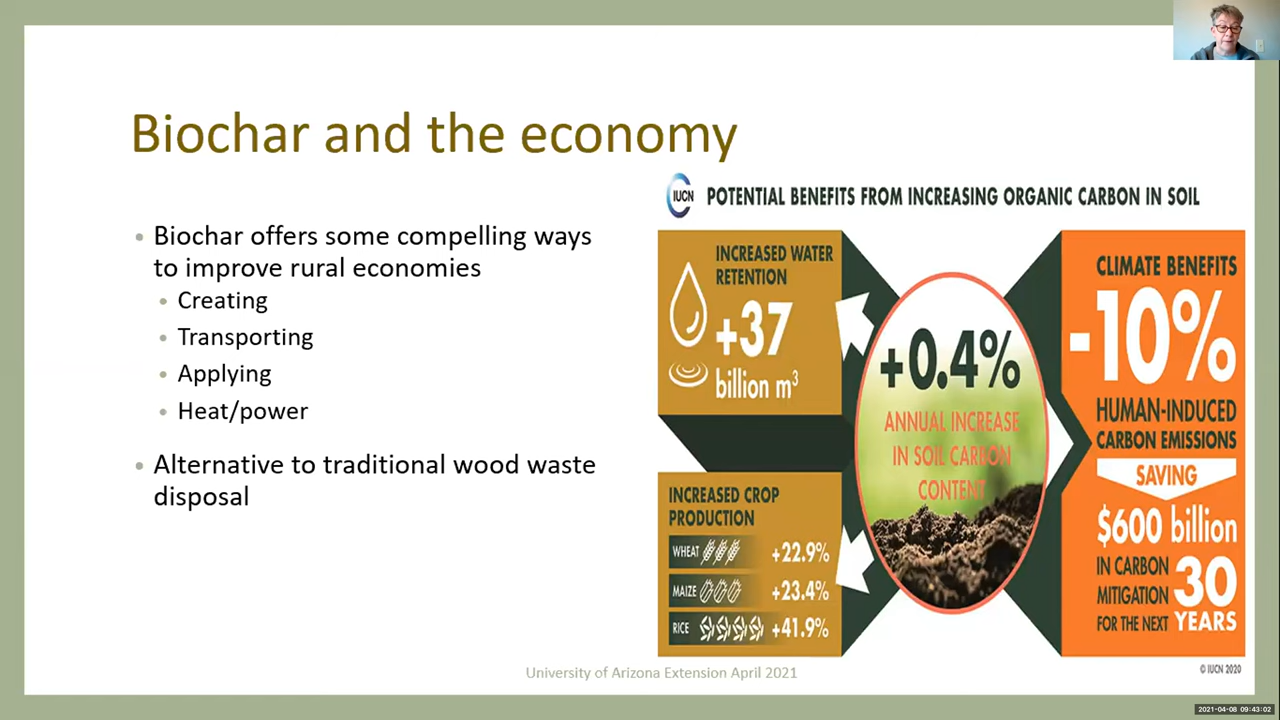 Biochar and the economy
Biochar offers some compelling ways
to improve rural economies
Creating
Transporting
Applying
Heat/power
Alternative to traditional wood waste
disposal
IUCN
POTENTIAL BENEFITS FROM INCREASING ORGANIC CARBON IN SOIL
INCREASED WATER
RETENTION
+37
billion m³
INCREASED CROP
PRODUCTION
WHEAT +22.9%
MAIZE +23.4%
RICE +41.9%
+0.4%
ANNUAL INCREASE
IN SOIL CARBON
CONTENT
CLIMATE BENEFITS
-10%
HUMAN-INDUCED
CARBON EMISSIONS
SAVING
$600 billion
IN CARBON
MITIGATION
FOR THE NEXT
30
YEARS
© IUCN 2020
University of Arizona Extension April 2021
2021-04-08 09:43:02